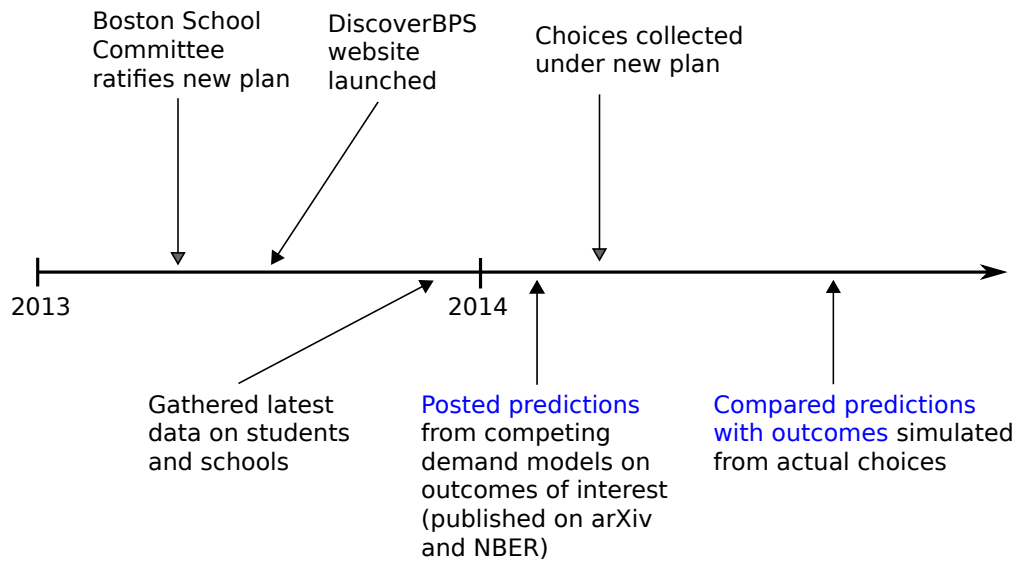 Boston School
Committee
ratifies new plan
DiscoverBPS
website
launched
Choices collected
under new plan
2013
2014
Gathered latest
data on students
and schools
Posted predictions
from competing
demand models on
outcomes of interest
(published on arXiv
and NBER)
Compared predictions
with outcomes simulated
from actual choices